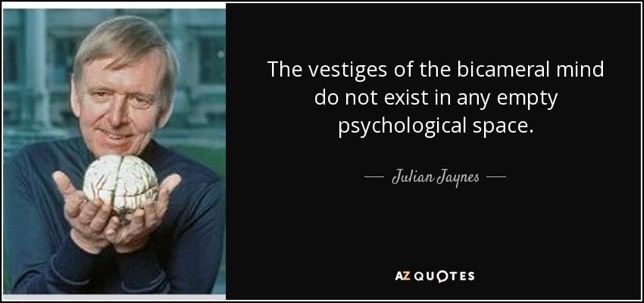 The vestiges of the bicameral mind
do not exist in any empty
psychological space.
Julian Jaynes
AZ QUOTES